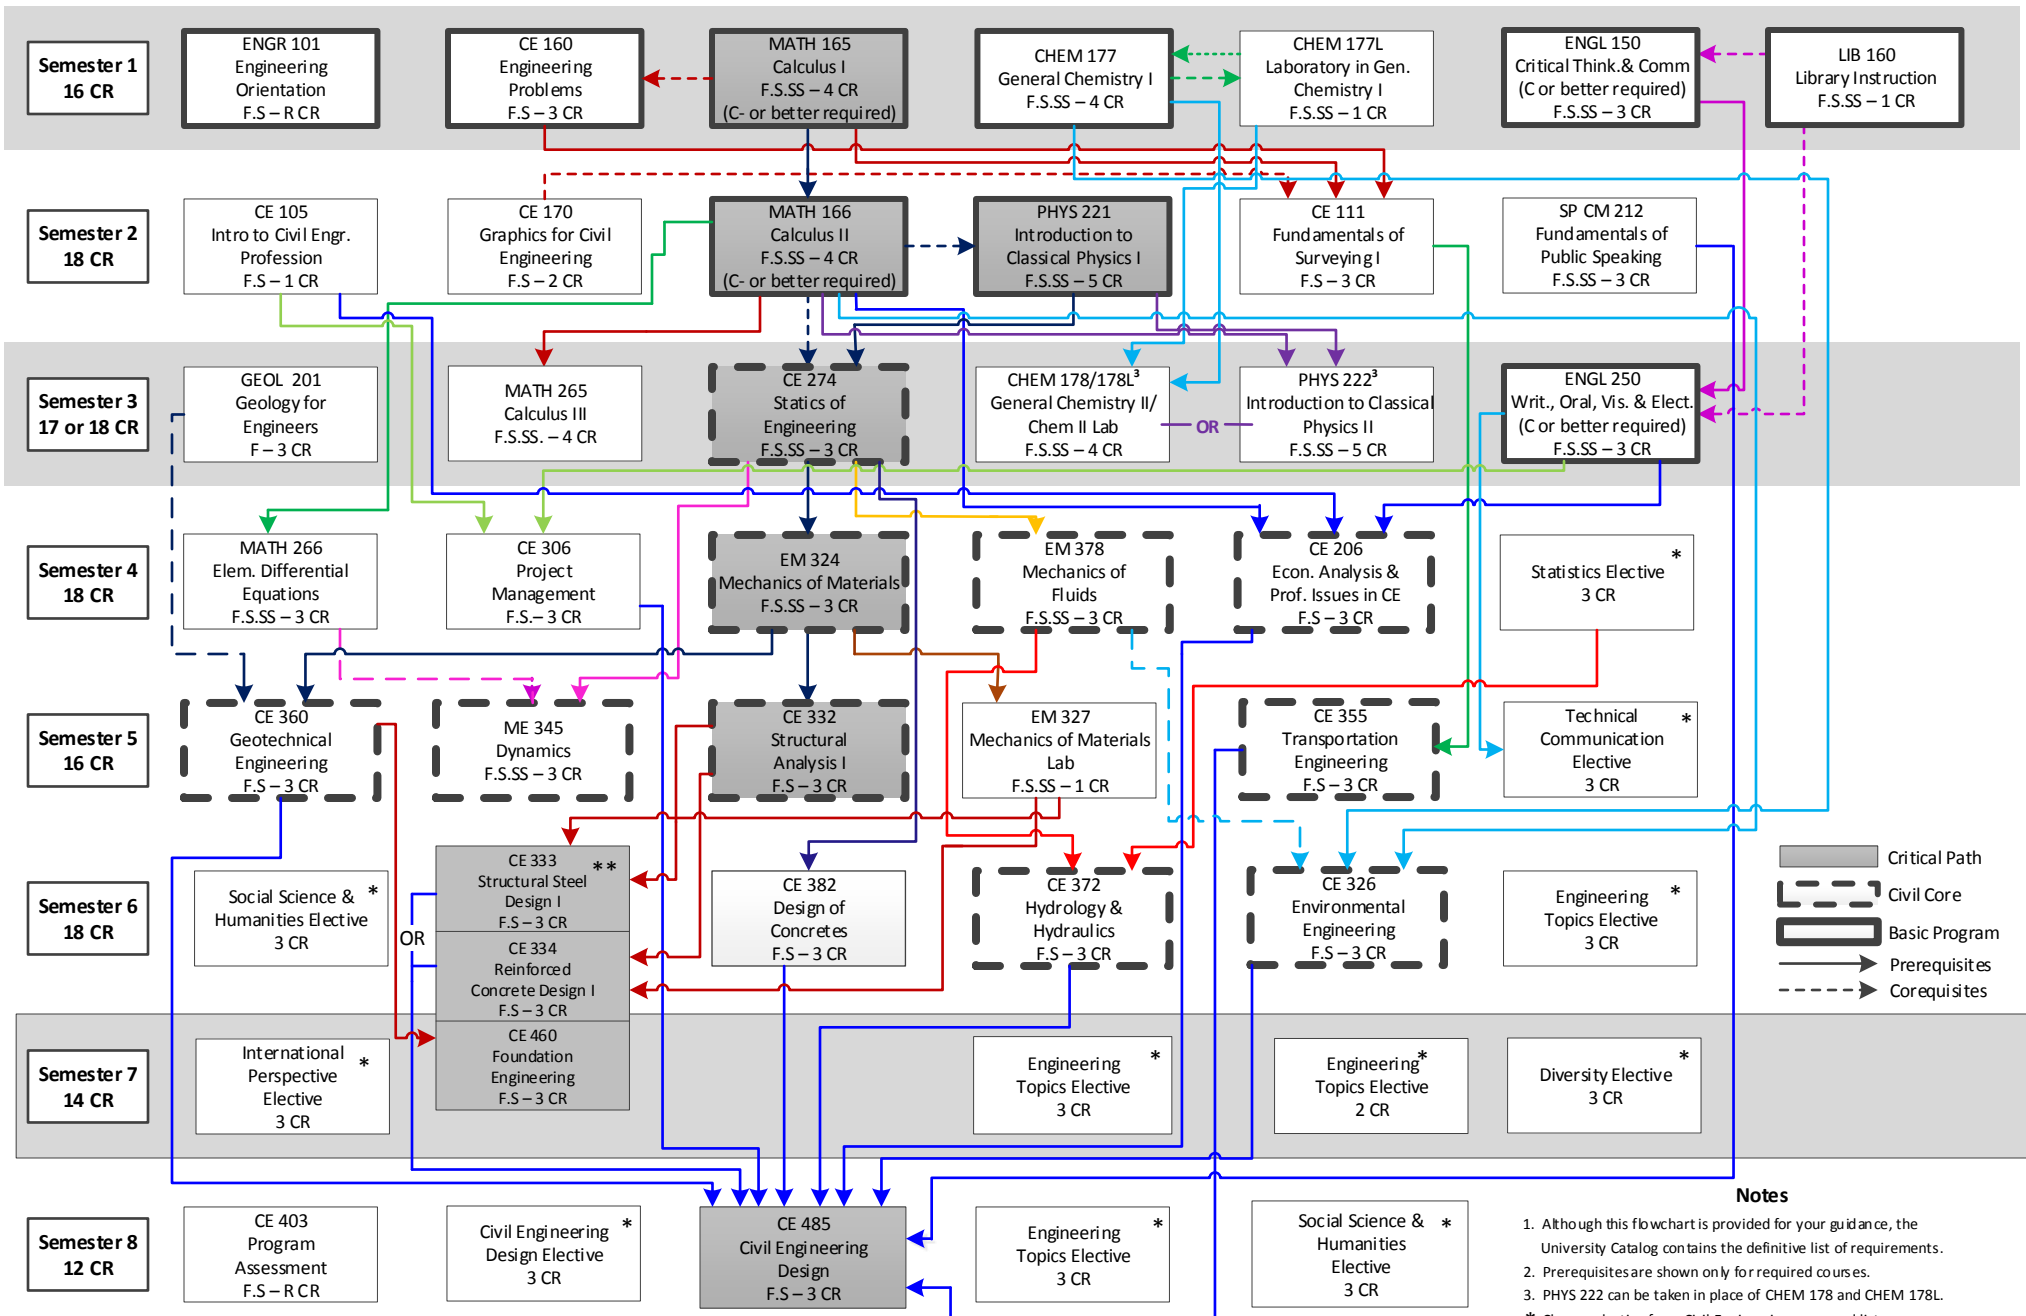 Semester 1
16 CR
ENGR 101
Engineering
Orientation
F.S – R CR
CE 160
Engineering
Problems
F.S – 3 CR
MATH 165
Calculus I
F.S.SS – 4 CR
(C- or better required)
CHEM 177
General Chemistry I
F.S.SS – 4 CR
CHEM 177L
Laboratory in Gen.
Chemistry I
F.S.SS – 1 CR
ENGL 150
Critical Think.& Comm
(C or better required)
F.S.SS – 3 CR
LIB 160
Library Instruction
F.S.SS – 1 CR
Semester 2
18 CR
CE 105
Intro to Civil Engr.
Profession
F.S – 1 CR
CE 170
Graphics for Civil
Engineering
F.S – 2 CR
MATH 166
Calculus II
F.S.SS – 4 CR
(C- or better required)
PHYS 221
Introduction to
Classical Physics I
F.S.SS – 5 CR
CE 111
Fundamentals of
Surveying I
F.S – 3 CR
SP CM 212
Fundamentals of
Public Speaking
F.S.SS – 3 CR
Semester 3
17 or 18 CR
GEOL 201
Geology for
Engineers
F – 3 CR
MATH 265
Calculus III
F.S.SS. – 4 CR
CE 274
Statics of
Engineering
F.S.SS – 3 CR
CHEM 178/178L³
General Chemistry II/
Chem II Lab
F.S.SS – 4 CR
OR
PHYS 222³
Introduction to Classical
Physics II
F.S.SS – 5 CR
ENGL 250
Writ., Oral, Vis. & Elect.
(C or better required)
F.S.SS – 3 CR
Semester 4
18 CR
MATH 266
Elem. Differential
Equations
F.S.SS – 3 CR
CE 306
Project
Management
F.S.– 3 CR
EM 324
Mechanics of Materials
F.S.SS – 3 CR
EM 378
Mechanics of
Fluids
F.S.SS – 3 CR
CE 206
Econ. Analysis &
Prof. Issues in CE
F.S – 3 CR
Statistics Elective *
3 CR
Semester 5
16 CR
CE 360
Geotechnical
Engineering
F.S – 3 CR
ME 345
Dynamics
F.S.SS – 3 CR
CE 332
Structural
Analysis I
F.S – 3 CR
EM 327
Mechanics of Materials
Lab
F.S.SS – 1 CR
CE 355
Transportation
Engineering
F.S – 3 CR
Technical *
Communication
Elective
3 CR
Semester 6
18 CR
Social Science & *
Humanities Elective
3 CR
OR
CE 333
Structural Steel **
Design I
F.S – 3 CR
CE 334
Reinforced
Concrete Design I
F.S – 3 CR
CE 460
Foundation
Engineering
F.S – 3 CR
CE 382
Design of
Concretes
F.S – 3 CR
CE 372
Hydrology &
Hydraulics
F.S – 3 CR
CE 326
Environmental
Engineering
F.S – 3 CR
Engineering *
Topics Elective
3 CR
Critical Path
Civil Core
Basic Program
Prerequisites
Corequisites
Semester 7
14 CR
International *
Perspective
Elective
3 CR
Engineering *
Topics Elective
3 CR
Engineering *
Topics Elective
2 CR
Diversity Elective *
3 CR
Semester 8
12 CR
CE 403
Program
Assessment
F.S – R CR
Civil Engineering *
Design Elective
3 CR
CE 485
Civil Engineering
Design
F.S – 3 CR
Engineering *
Topics Elective
3 CR
Social Science & *
Humanities
Elective
3 CR
Notes
1. Although this flowchart is provided for your guidance, the
University Catalog contains the definitive list of requirements.
2. Prerequisites are shown only for required courses.
3. PHYS 222 can be taken in place of CHEM 178 and CHEM 178L.